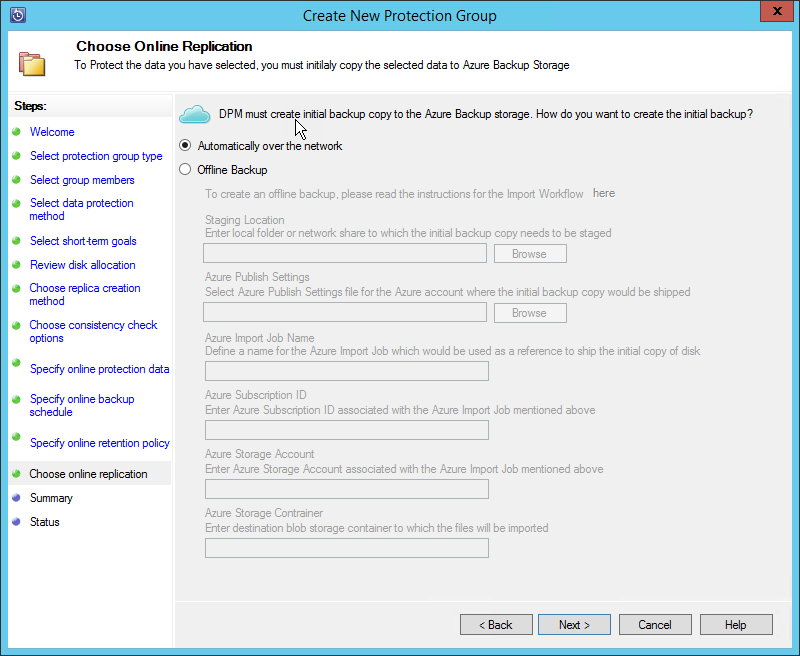 Create New Protection Group
Choose Online Replication
To Protect the data you have selected, you must initilaly copy the selected data to Azure Backup Storage
Steps:
Welcome
Select protection group type
Select group members
Select data protection
method
Select short-term goals
Review disk allocation
Choose replica creation
method
Choose consistency check
options
Specify online protection data
Specify online backup
schedule
Specify online retention policy
Choose online replication
Summary
Status
DPM must create initial backup copy to the Azure Backup storage. How do you want to create the initial backup?
Automatically over the network
Offline Backup
To create an offline backup, please read the instructions for the Import Workflow here
Staging Location
Enter local folder or network share to which the initial backup copy needs to be staged
Browse
Azure Publish Settings
Select Azure Publish Settings file for the Azure account where the initial backup copy would be shipped
Browse
Azure Import Job Name
Define a name for the Azure Import Job which would be used as a reference to ship the initial copy of disk
Azure Subscription ID
Enter Azure Subscription ID associated with the Azure Import Job mentioned above
Azure Storage Account
Enter Azure Storage Account associated with the Azure Import Job mentioned above
Azure Storage Container
Enter destination blob storage container to which the files will be imported
< Back
Next >
Cancel
Help